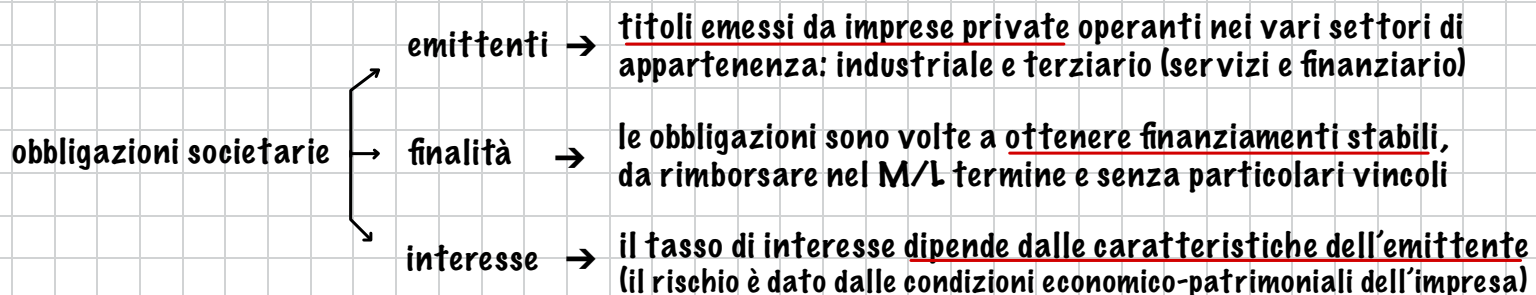 emittenti → titoli emessi da imprese private operanti nei vari settori di
appartenenza: industriale e terziario (servizi e finanziario)
obbligazioni societarie
finalità → le obbligazioni sono volte a ottenere finanziamenti stabili,
da rimborsare nel M/L termine e senza particolari vincoli
interesse → il tasso di interesse dipende dalle caratteristiche dell'emittente
(il rischio è dato dalle condizioni economico-patrimoniali dell'impresa)